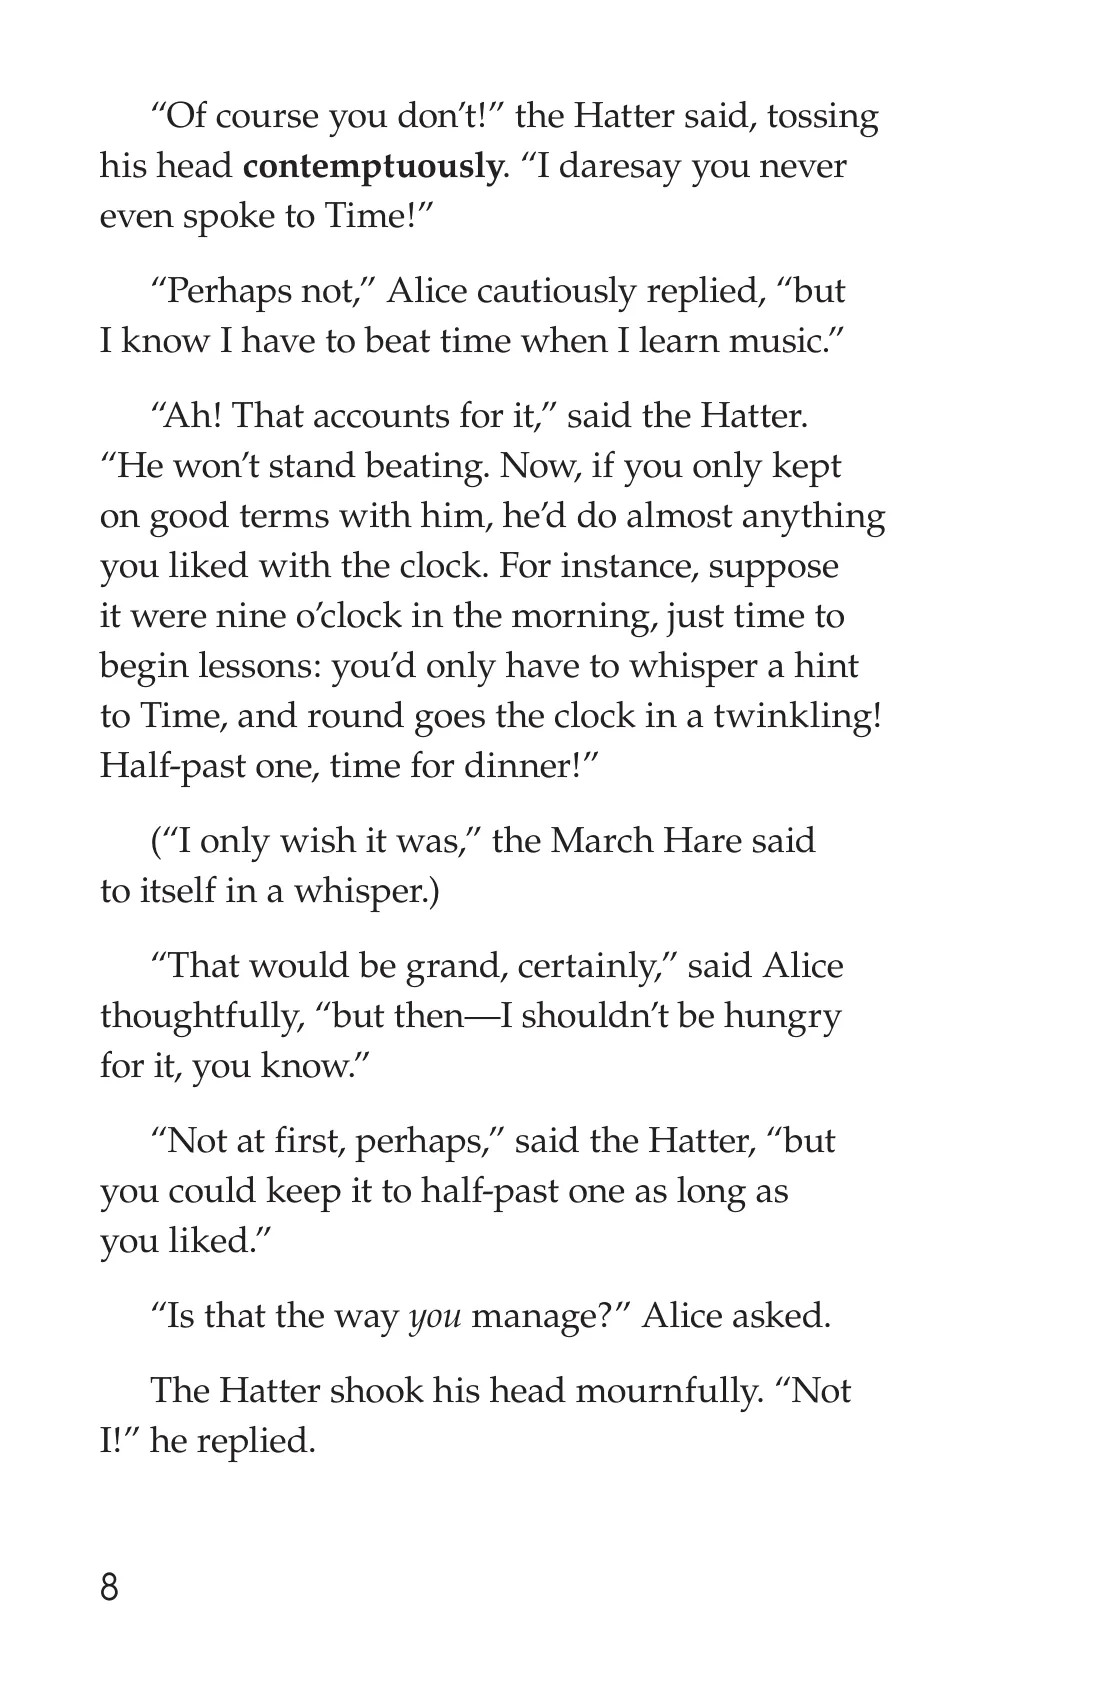 “Of course you don’t!” the Hatter said, tossing
his head contemptuously. “I daresay you never
even spoke to Time!”
“Perhaps not,” Alice cautiously replied, “but
I know I have to beat time when I learn music.”
“Ah! That accounts for it,” said the Hatter.
“He won’t stand beating. Now, if you only kept
on good terms with him, he’d do almost anything
you liked with the clock. For instance, suppose
it were nine o’clock in the morning, just time to
begin lessons: you’d only have to whisper a hint
to Time, and round goes the clock in a twinkling!
Half-past one, time for dinner!”
(“I only wish it was,” the March Hare said
to itself in a whisper.)
“That would be grand, certainly,” said Alice
thoughtfully, “but then—I shouldn’t be hungry
for it, you know.”
“Not at first, perhaps,” said the Hatter, “but
you could keep it to half-past one as long as
you liked.”
“Is that the way you manage?” Alice asked.
The Hatter shook his head mournfully. “Not
I!” he replied.
8